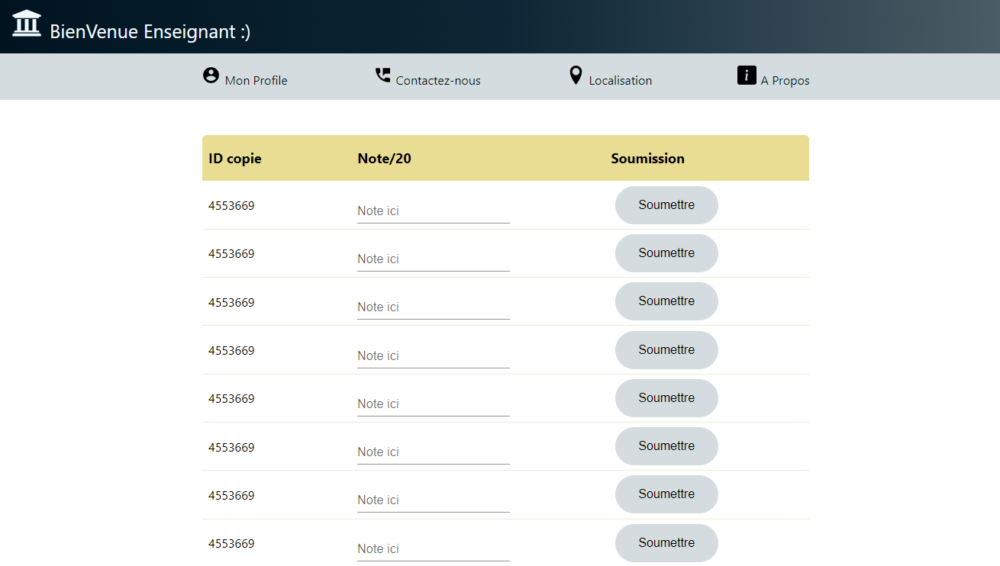 BienVenue Enseignant :)
Mon Profile Contactez-nous Localisation A Propos
ID copie Note/20 Soumission
4553669 Note ici Soumettre
4553669 Note ici Soumettre
4553669 Note ici Soumettre
4553669 Note ici Soumettre
4553669 Note ici Soumettre
4553669 Note ici Soumettre
4553669 Note ici Soumettre
4553669 Note ici Soumettre